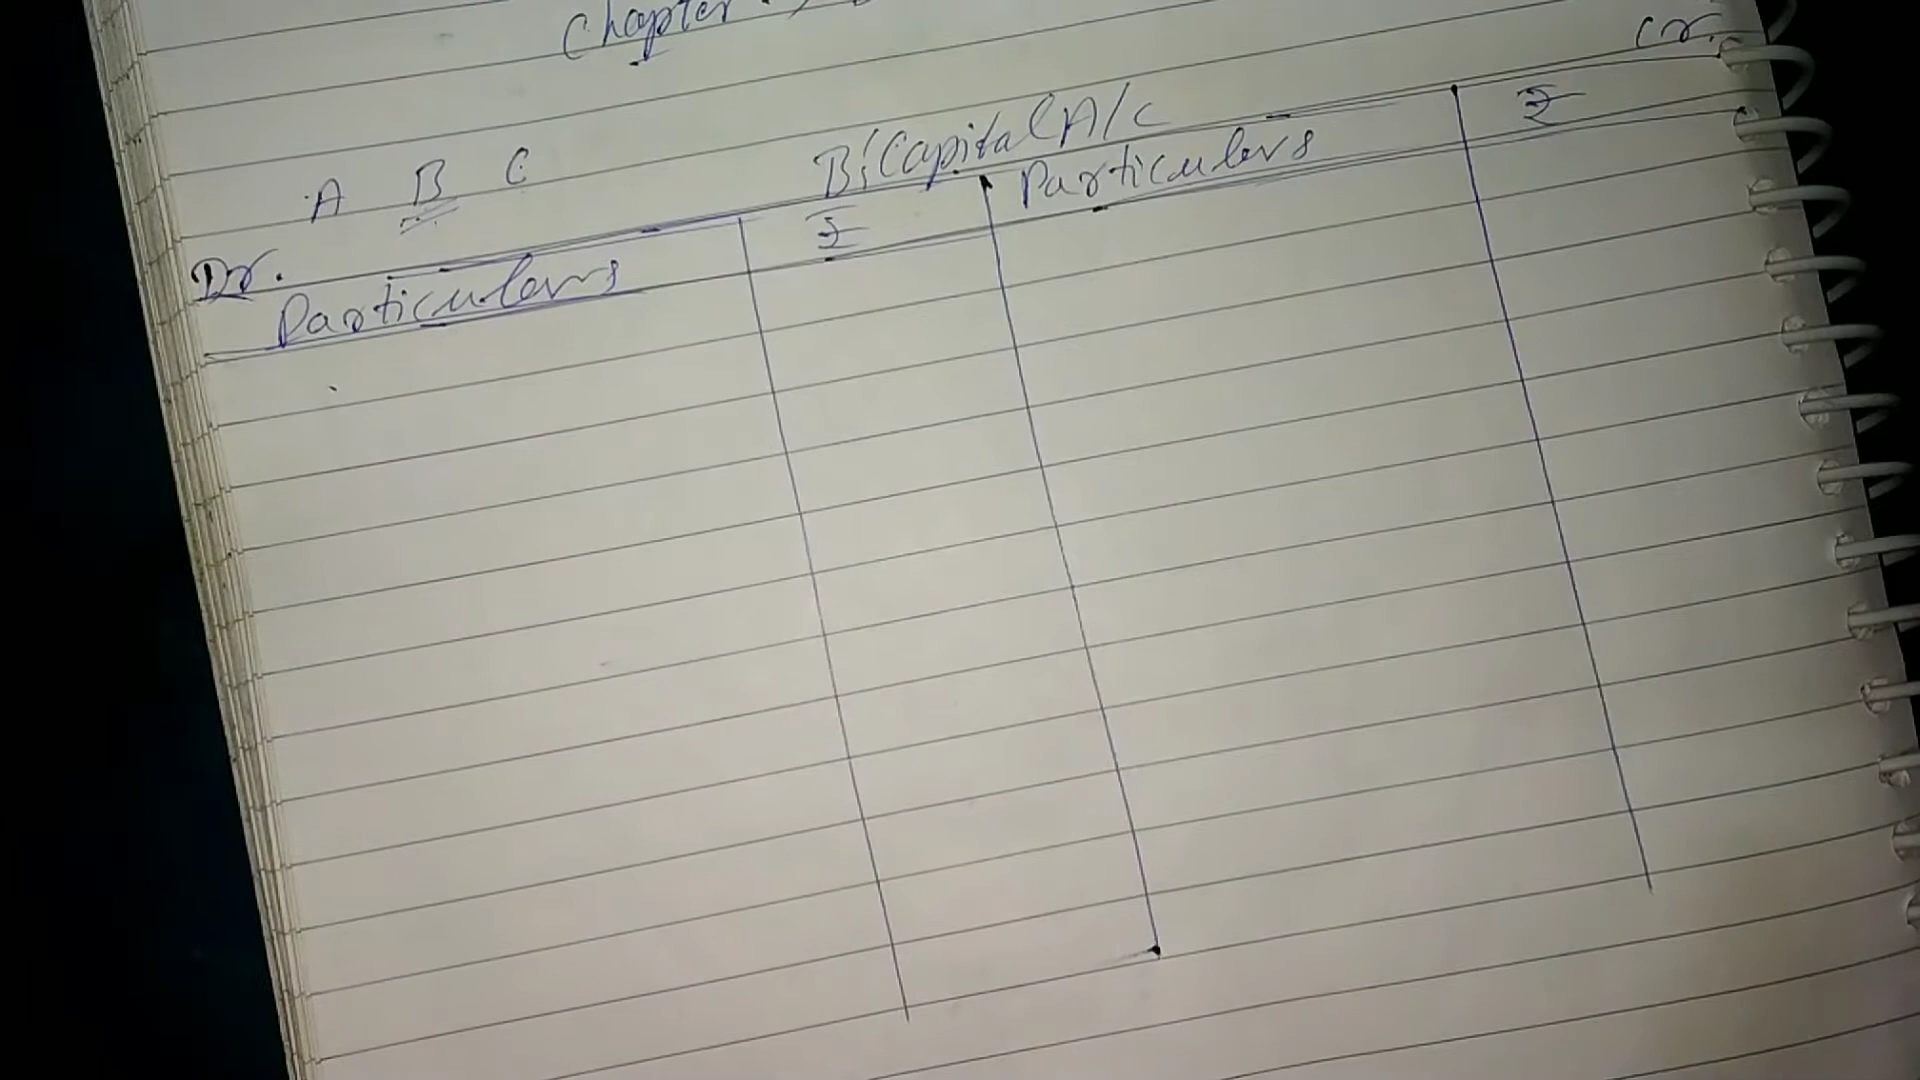 Chapter
Cr.
A B C
B's Capital A/c
Dr.
Particulars ₹ Particulars ₹